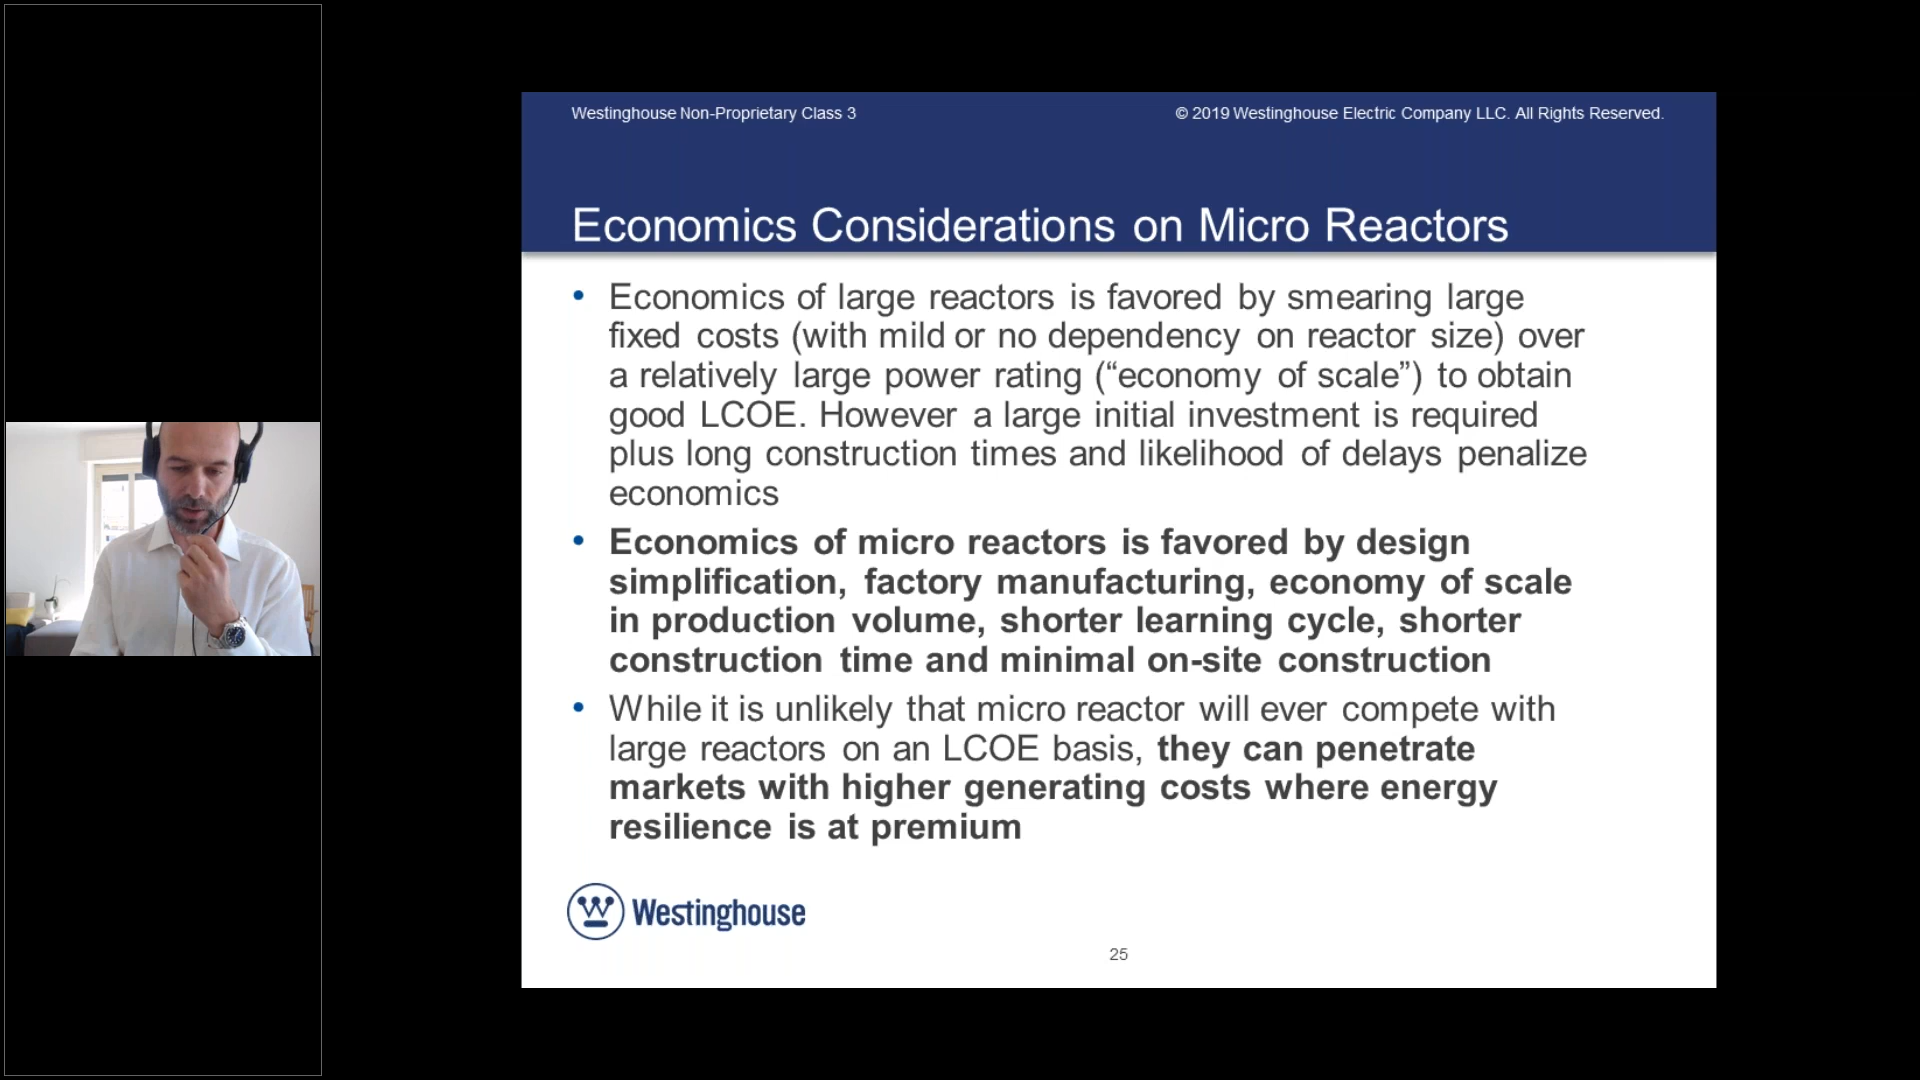 Westinghouse Non-Proprietary Class 3
© 2019 Westinghouse Electric Company LLC. All Rights Reserved.
Economics Considerations on Micro Reactors
• Economics of large reactors is favored by smearing large
fixed costs (with mild or no dependency on reactor size) over
a relatively large power rating (“economy of scale”) to obtain
good LCOE. However a large initial investment is required
plus long construction times and likelihood of delays penalize
economics
• Economics of micro reactors is favored by design
simplification, factory manufacturing, economy of scale
in production volume, shorter learning cycle, shorter
construction time and minimal on-site construction
• While it is unlikely that micro reactor will ever compete with
large reactors on an LCOE basis, they can penetrate
markets with higher generating costs where energy
resilience is at premium
W Westinghouse
25